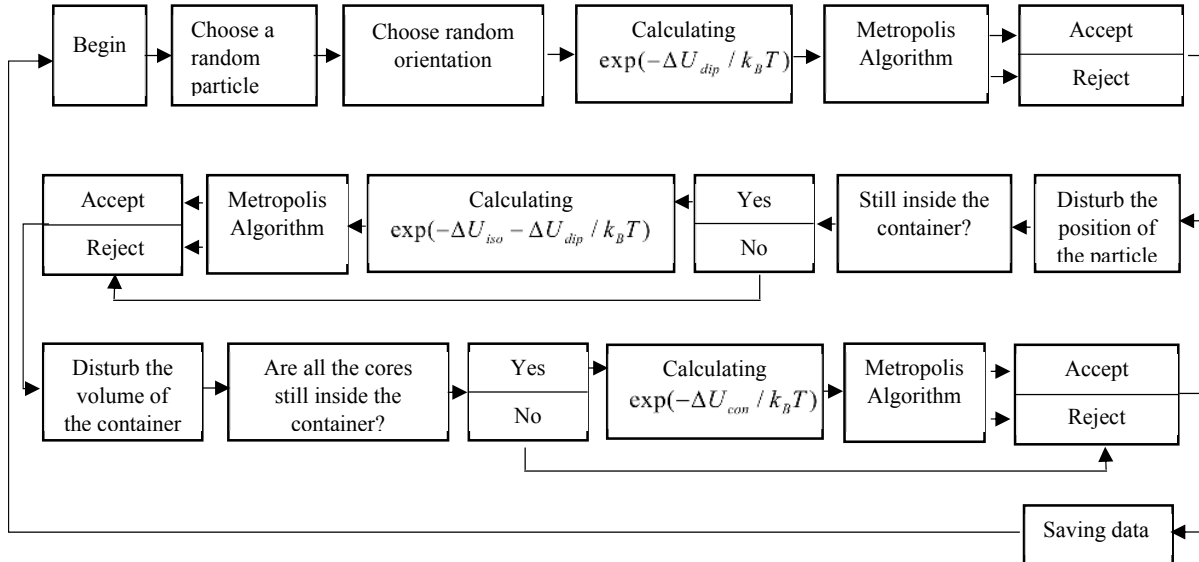 Begin
Choose a
random
particle
Choose random
orientation
Calculating
exp(−ΔU_dip / k_B T)
Metropolis
Algorithm
Accept
Reject
Disturb the
position of
the particle
Still inside the
container?
Yes
No
Calculating
exp(−ΔU_iso − ΔU_dip / k_B T)
Metropolis
Algorithm
Accept
Reject
Disturb the
volume of
the container
Are all the cores
still inside the
container?
Yes
No
Calculating
exp(−ΔU_con / k_B T)
Metropolis
Algorithm
Accept
Reject
Saving data